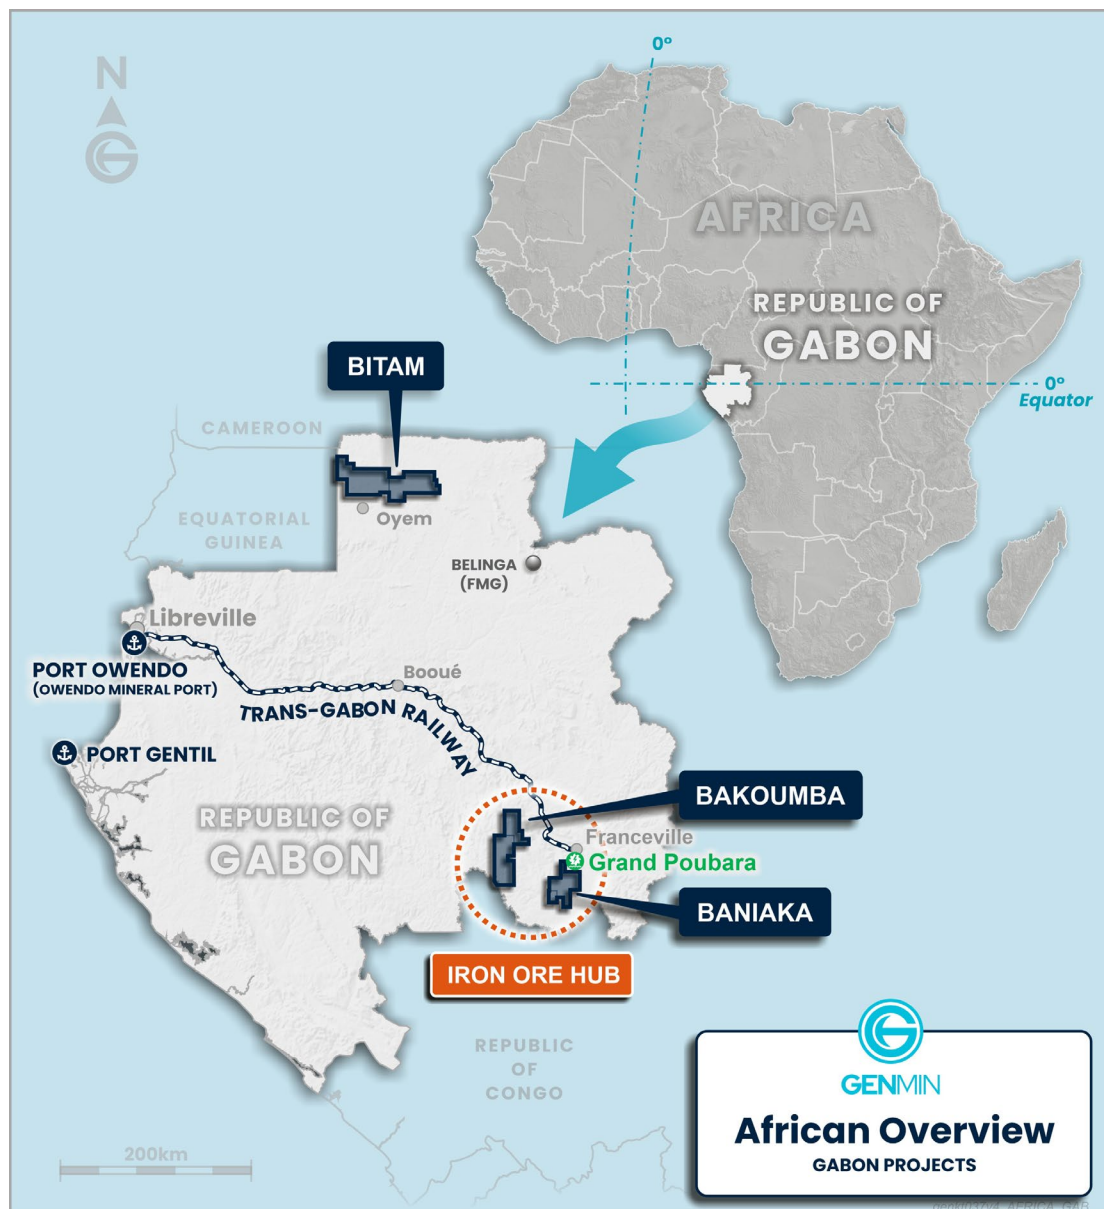 N
0°
AFRICA
REPUBLIC OF
GABON
0°
Equator
BITAM
CAMEROON
EQUATORIAL
GUINEA
Oyem
BELINGA
(FMG)
Libreville
PORT OWENDO
(OWENDO MINERAL PORT)
Booué
TRANS-GABON RAILWAY
PORT GENTIL
REPUBLIC OF
GABON
BAKOUMBA
Franceville
Grand Poubara
BANIAKA
IRON ORE HUB
REPUBLIC
OF
CONGO
200km
GENMIN
African Overview
GABON PROJECTS